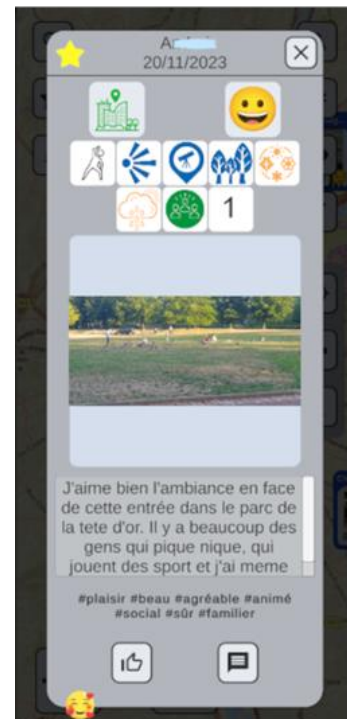 20/11/2023
1
J'aime bien l'ambiance en face
de cette entrée dans le parc de
la tete d'or. Il y a beaucoup des
gens qui pique nique, qui
jouent des sport et j'ai meme
#plaisir #beau #agréable #animé
#social #sûr #familier